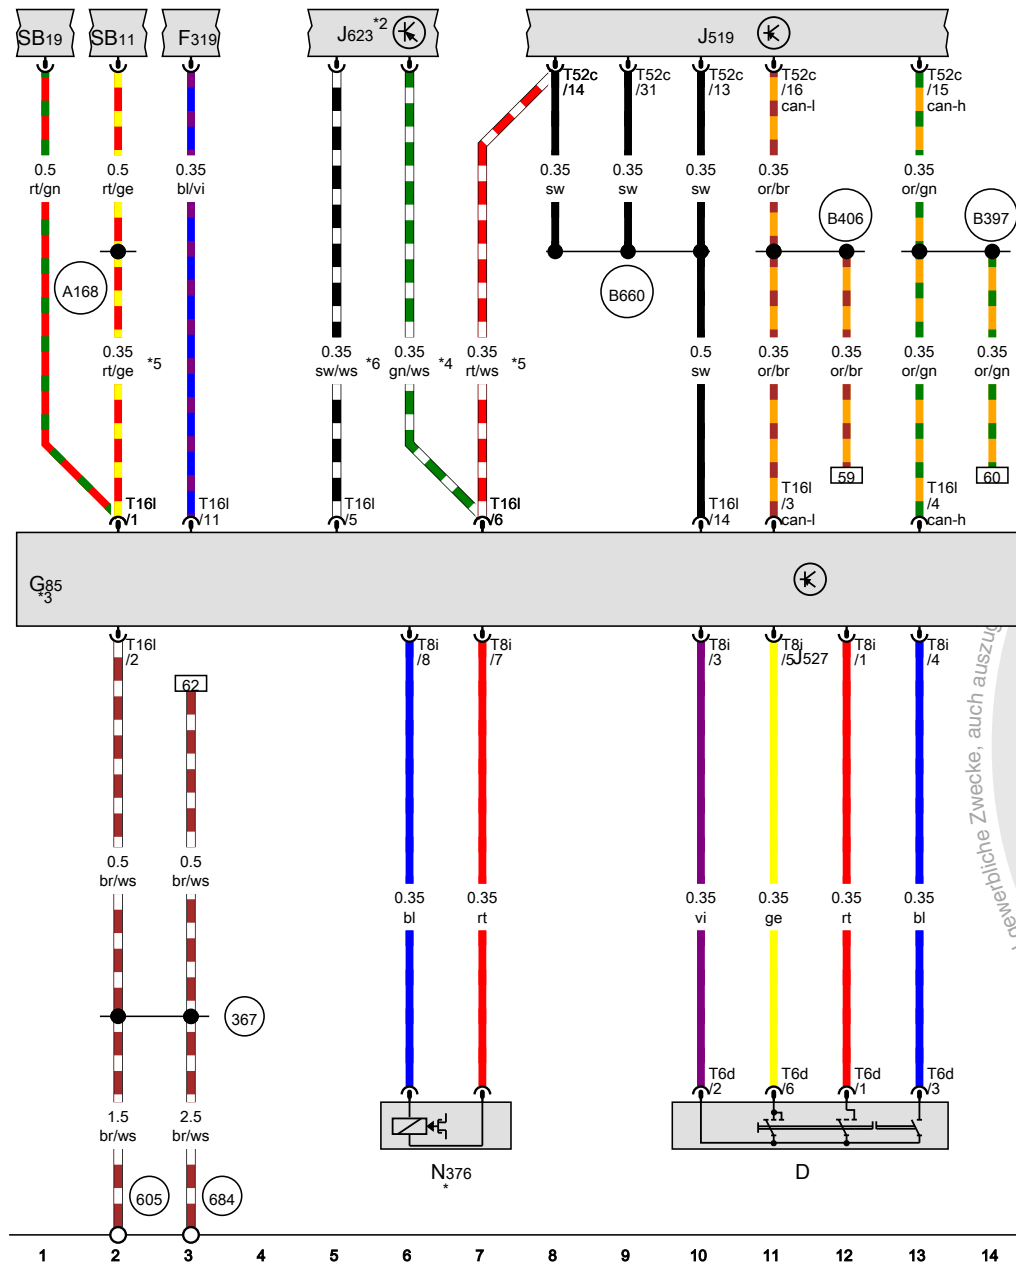 SB19 SB11 F319 J623 *2 J519
T52c /14 T52c /31 T52c /13 T52c /16 can-l T52c /15 can-h
0.5 rt/gn 0.5 rt/ge 0.35 bl/vi 0.35 sw 0.35 sw 0.35 sw 0.35 or/br 0.35 or/gn
B406 B397
A168 B660
0.35 rt/ge *5 0.35 sw/ws *6 0.35 gn/ws *4 0.35 rt/ws *5 0.5 sw 0.35 or/br 0.35 or/br 0.35 or/gn 0.35 or/gn
59 60
T16l /1 T16l /11 T16l /5 T16l /6 T16l /14 T16l /3 can-l T16l /4 can-h
G85
*3
T16l /2 T8i /8 T8i /7 T8i /3 T8i /5 J527 T8i /1 T8i /4
62
gewerbliche Zwecke, auch auszug
0.5 br/ws 0.5 br/ws 0.35 bl 0.35 rt 0.35 vi 0.35 ge 0.35 rt 0.35 bl
367
T6d /2 T6d /6 T6d /1 T6d /3
1.5 br/ws 2.5 br/ws
N376
*
D
605 684
1 2 3 4 5 6 7 8 9 10 11 12 13 14